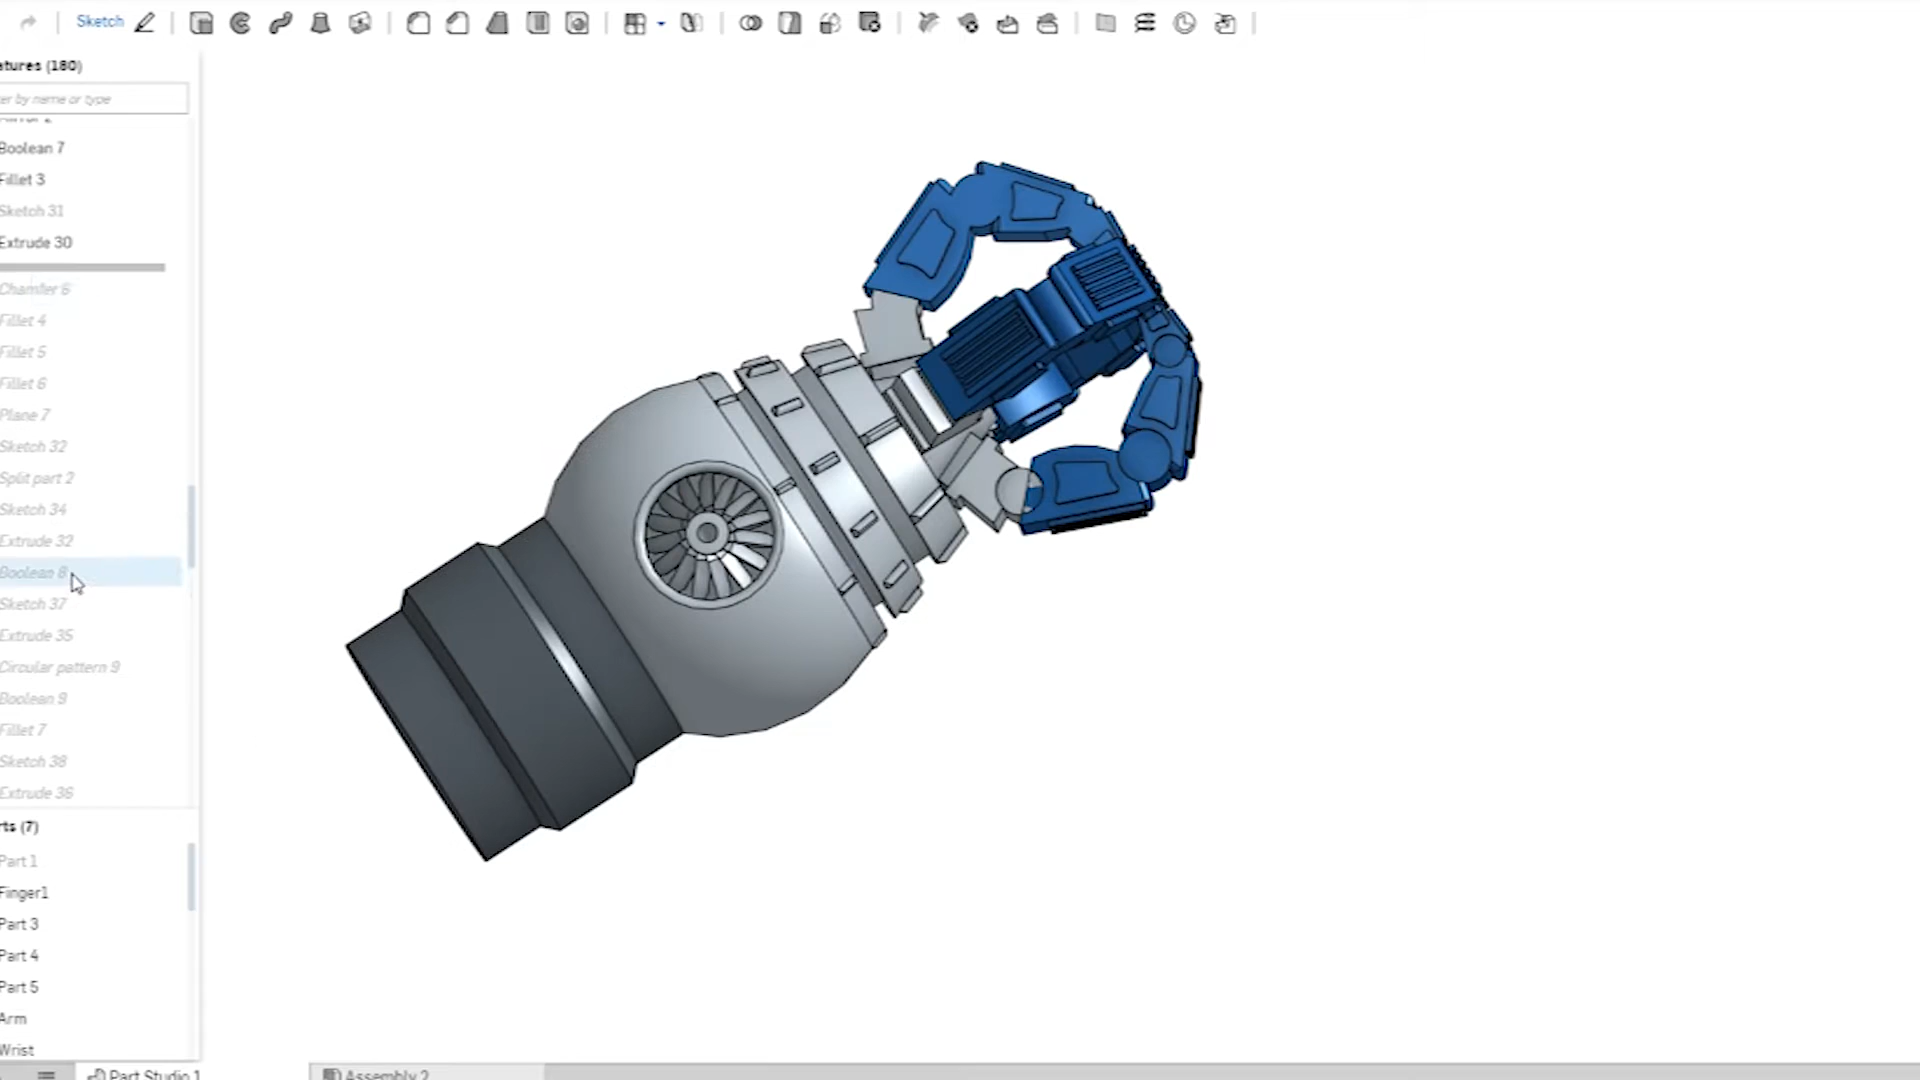 Sketch
atures (180)
er by name or type
Mirror 2
Boolean 7
Fillet 3
Sketch 31
Extrude 30
Chamfer 6
Fillet 4
Fillet 5
Fillet 6
Plane 7
Sketch 32
Split part 2
Sketch 34
Extrude 32
Boolean 8
Sketch 37
Extrude 35
Circular pattern 9
Boolean 9
Fillet 7
Sketch 38
Extrude 36
rts (7)
Part 1
Finger1
Part 3
Part 4
Part 5
Arm
Wrist
Part Studio 1
Assembly 2